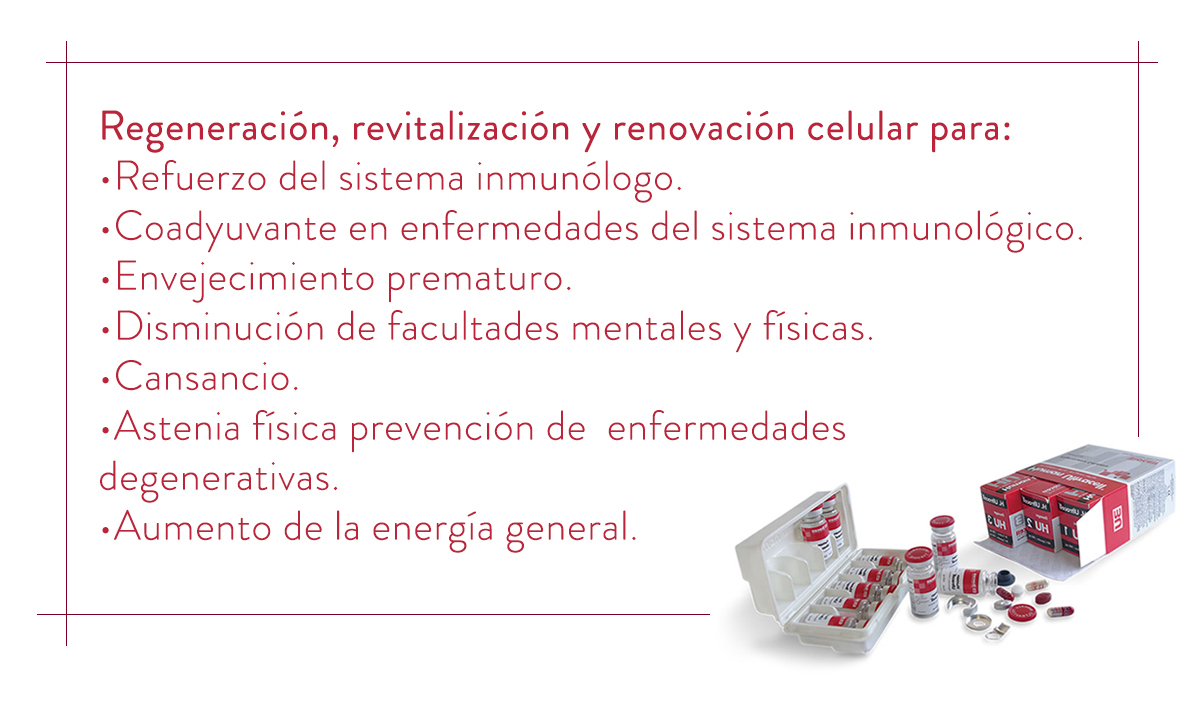 Regeneración, revitalización y renovación celular para:
•Refuerzo del sistema inmunólogo.
•Coadyuvante en enfermedades del sistema inmunológico.
•Envejecimiento prematuro.
•Disminución de facultades mentales y físicas.
•Cansancio.
•Astenia física prevención de  enfermedades
degenerativas.
•Aumento de la energía general.